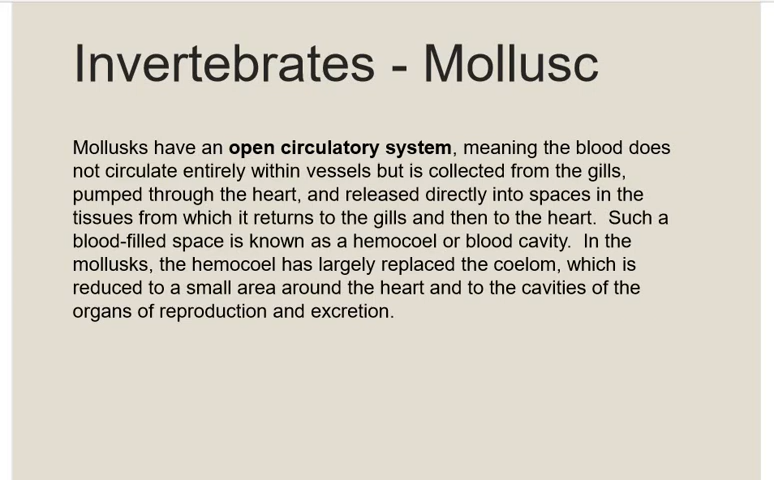 Invertebrates - Mollusc
Mollusks have an open circulatory system, meaning the blood does
not circulate entirely within vessels but is collected from the gills,
pumped through the heart, and released directly into spaces in the
tissues from which it returns to the gills and then to the heart.  Such a
blood-filled space is known as a hemocoel or blood cavity.  In the
mollusks, the hemocoel has largely replaced the coelom, which is
reduced to a small area around the heart and to the cavities of the
organs of reproduction and excretion.